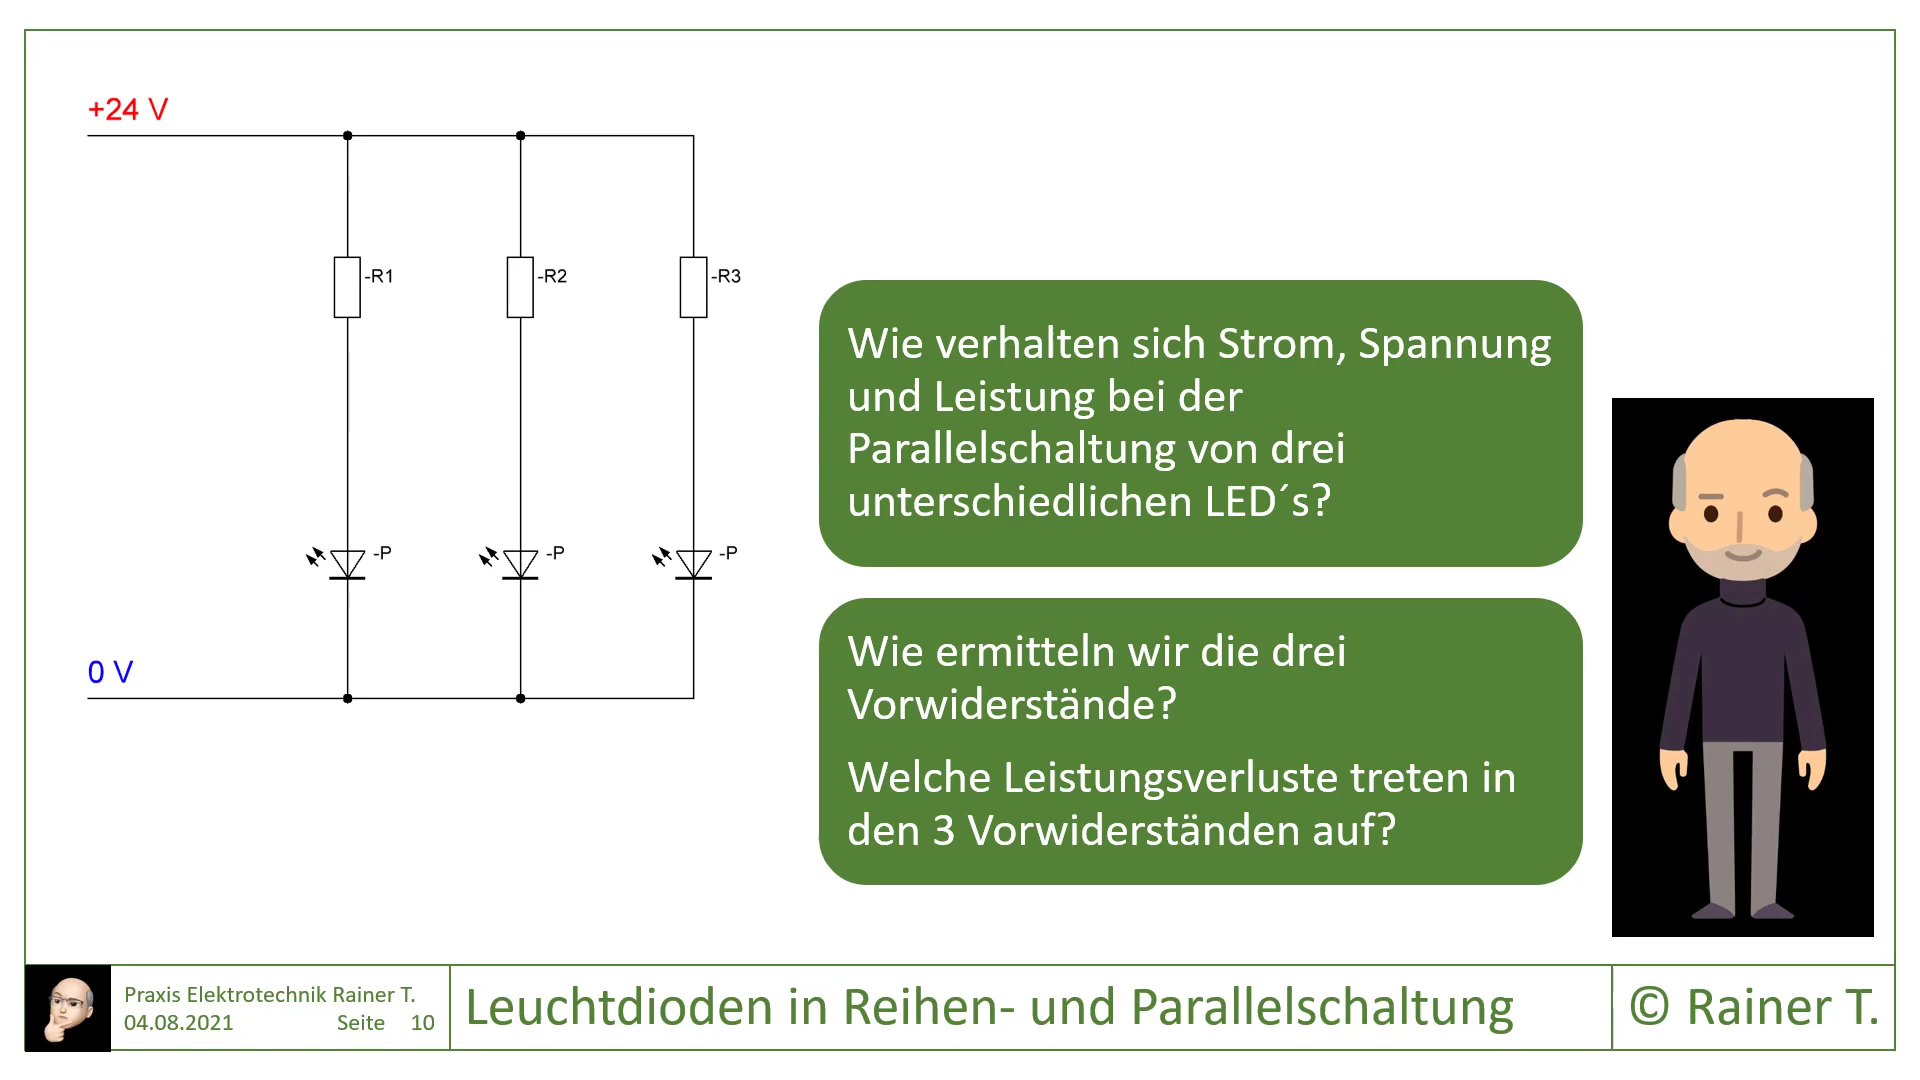 +24 V
-R1
-R2
-R3
-P
-P
-P
0 V
Wie verhalten sich Strom, Spannung
und Leistung bei der
Parallelschaltung von drei
unterschiedlichen LED´s?
Wie ermitteln wir die drei
Vorwiderstände?
Welche Leistungsverluste treten in
den 3 Vorwiderständen auf?
Praxis Elektrotechnik Rainer T.
04.08.2021 Seite 10
Leuchtdioden in Reihen- und Parallelschaltung
© Rainer T.